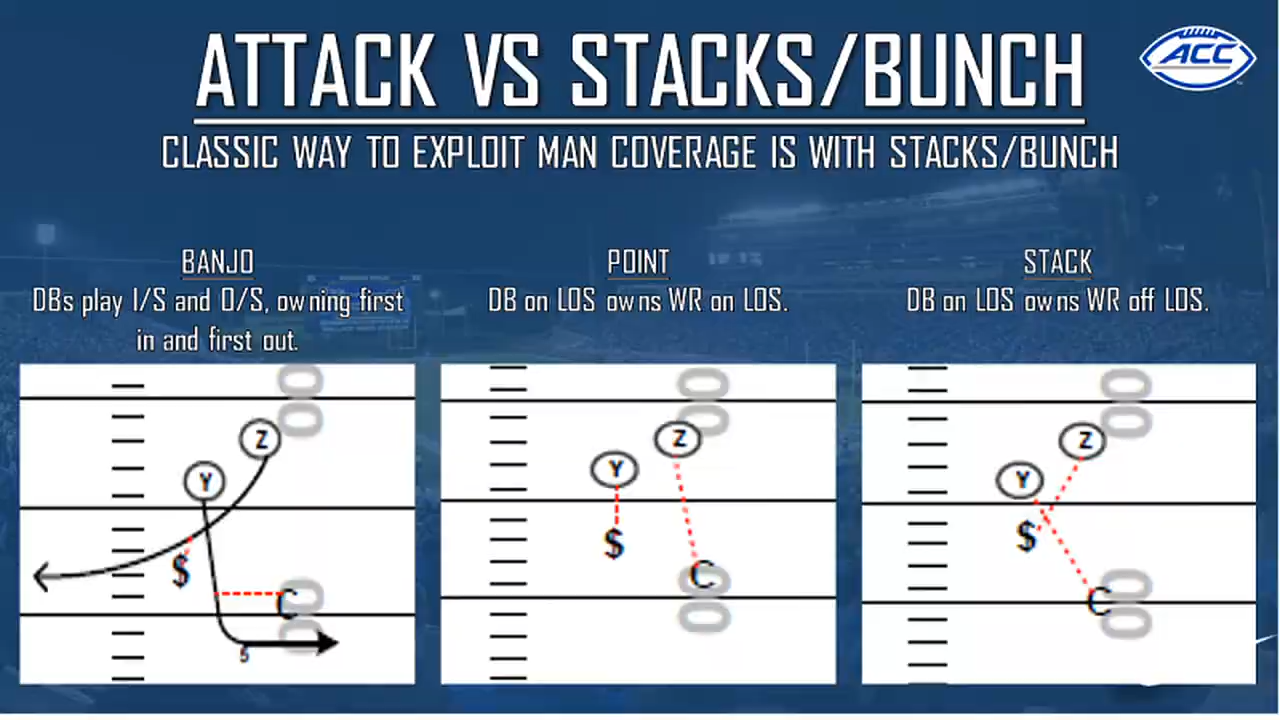 ATTACK VS STACKS/BUNCH
ACC
CLASSIC WAY TO EXPLOIT MAN COVERAGE IS WITH STACKS/BUNCH
BANJO
DBs play I/S and O/S, owning first
in and first out.
POINT
DB on LOS owns WR on LOS.
STACK
DB on LOS owns WR off LOS.
Z
Y
$
C
5
Z
Y
$
C
Z
Y
$
C